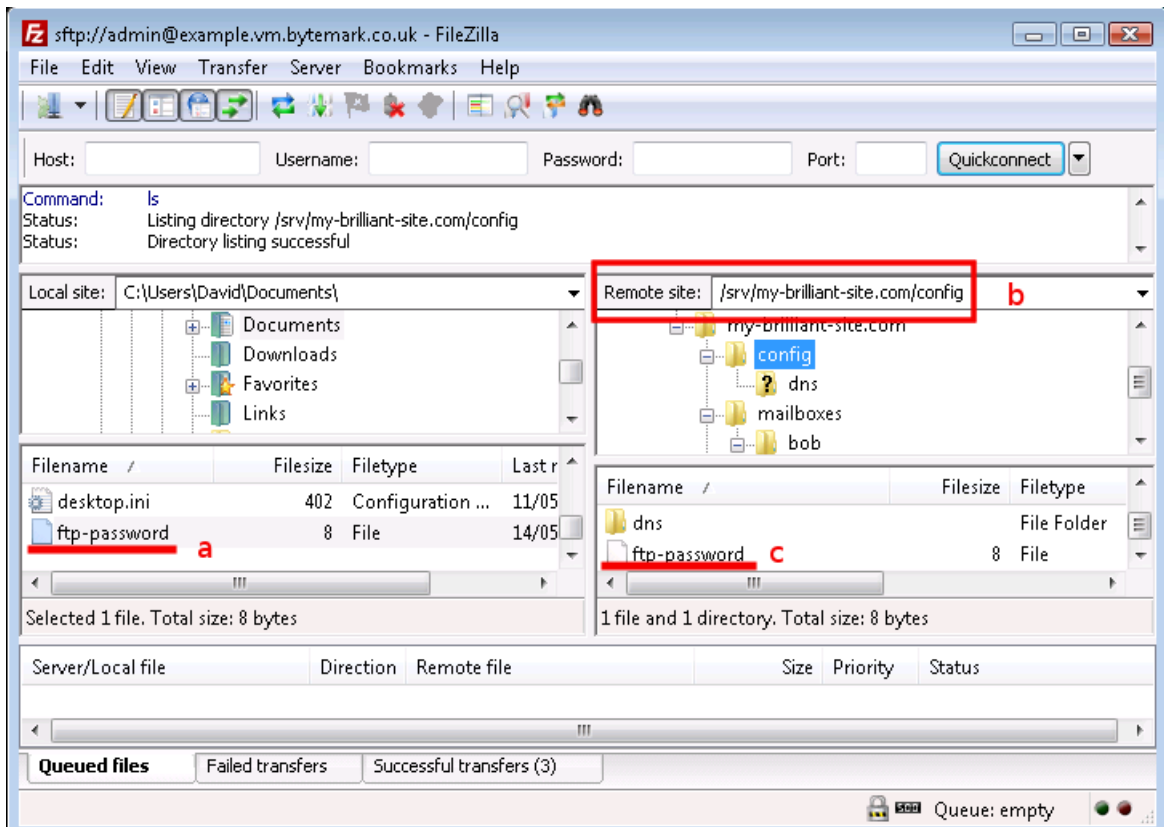 sftp://admin@example.vm.bytemark.co.uk - FileZilla
File Edit View Transfer Server Bookmarks Help
Host: Username: Password: Port: Quickconnect
Command: ls
Status: Listing directory /srv/my-brilliant-site.com/config
Status: Directory listing successful
Local site: C:\Users\David\Documents\
Documents
Downloads
Favorites
Links
Filename Filesize Filetype Last r
desktop.ini 402 Configuration ... 11/05
ftp-password 8 File 14/05
a
Selected 1 file. Total size: 8 bytes
Remote site: /srv/my-brilliant-site.com/config b
my-brilliant-site.com
config
? dns
mailboxes
bob
Filename Filesize Filetype
dns File Folder
ftp-password c 8 File
1 file and 1 directory. Total size: 8 bytes
Server/Local file Direction Remote file Size Priority Status
Queued files Failed transfers Successful transfers (3)
Queue: empty